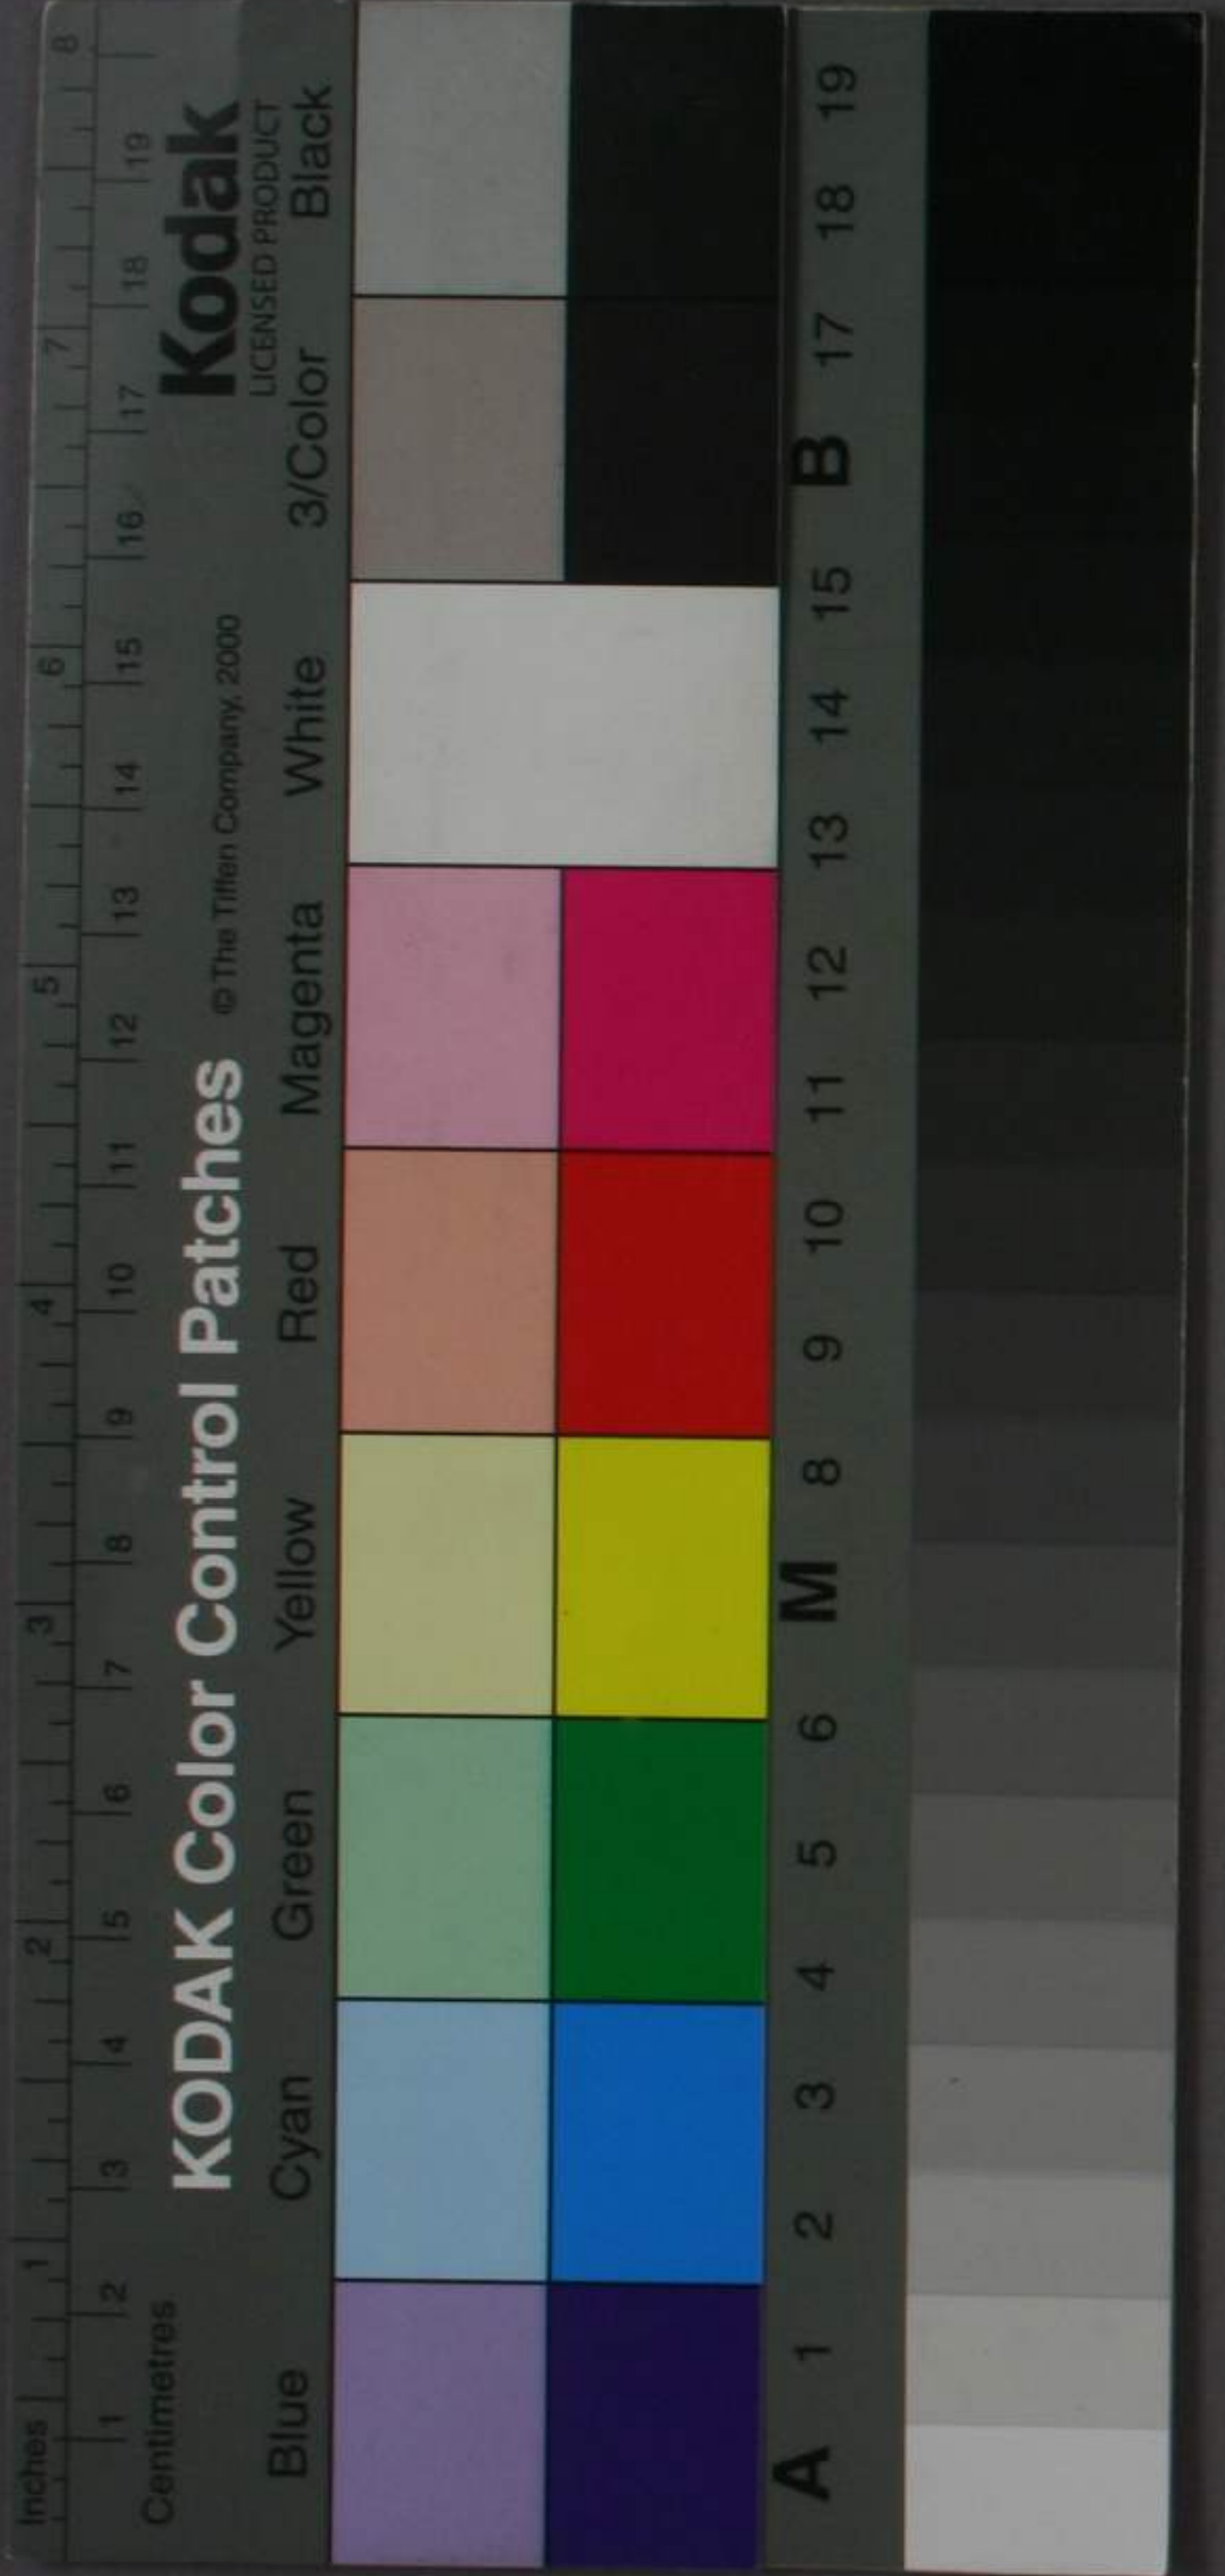 Inches 1 2 3 4 5 6 7 8
Centimetres 1 2 3 4 5 6 7 8 9 10 11 12 13 14 15 16 17 18 19
KODAK Color Control Patches © The Tiffen Company, 2000
Kodak
LICENSED PRODUCT
Blue Cyan Green Yellow Red Magenta White 3/Color Black
A 1 2 3 4 5 6 M 8 9 10 11 12 13 14 15 B 17 18 19